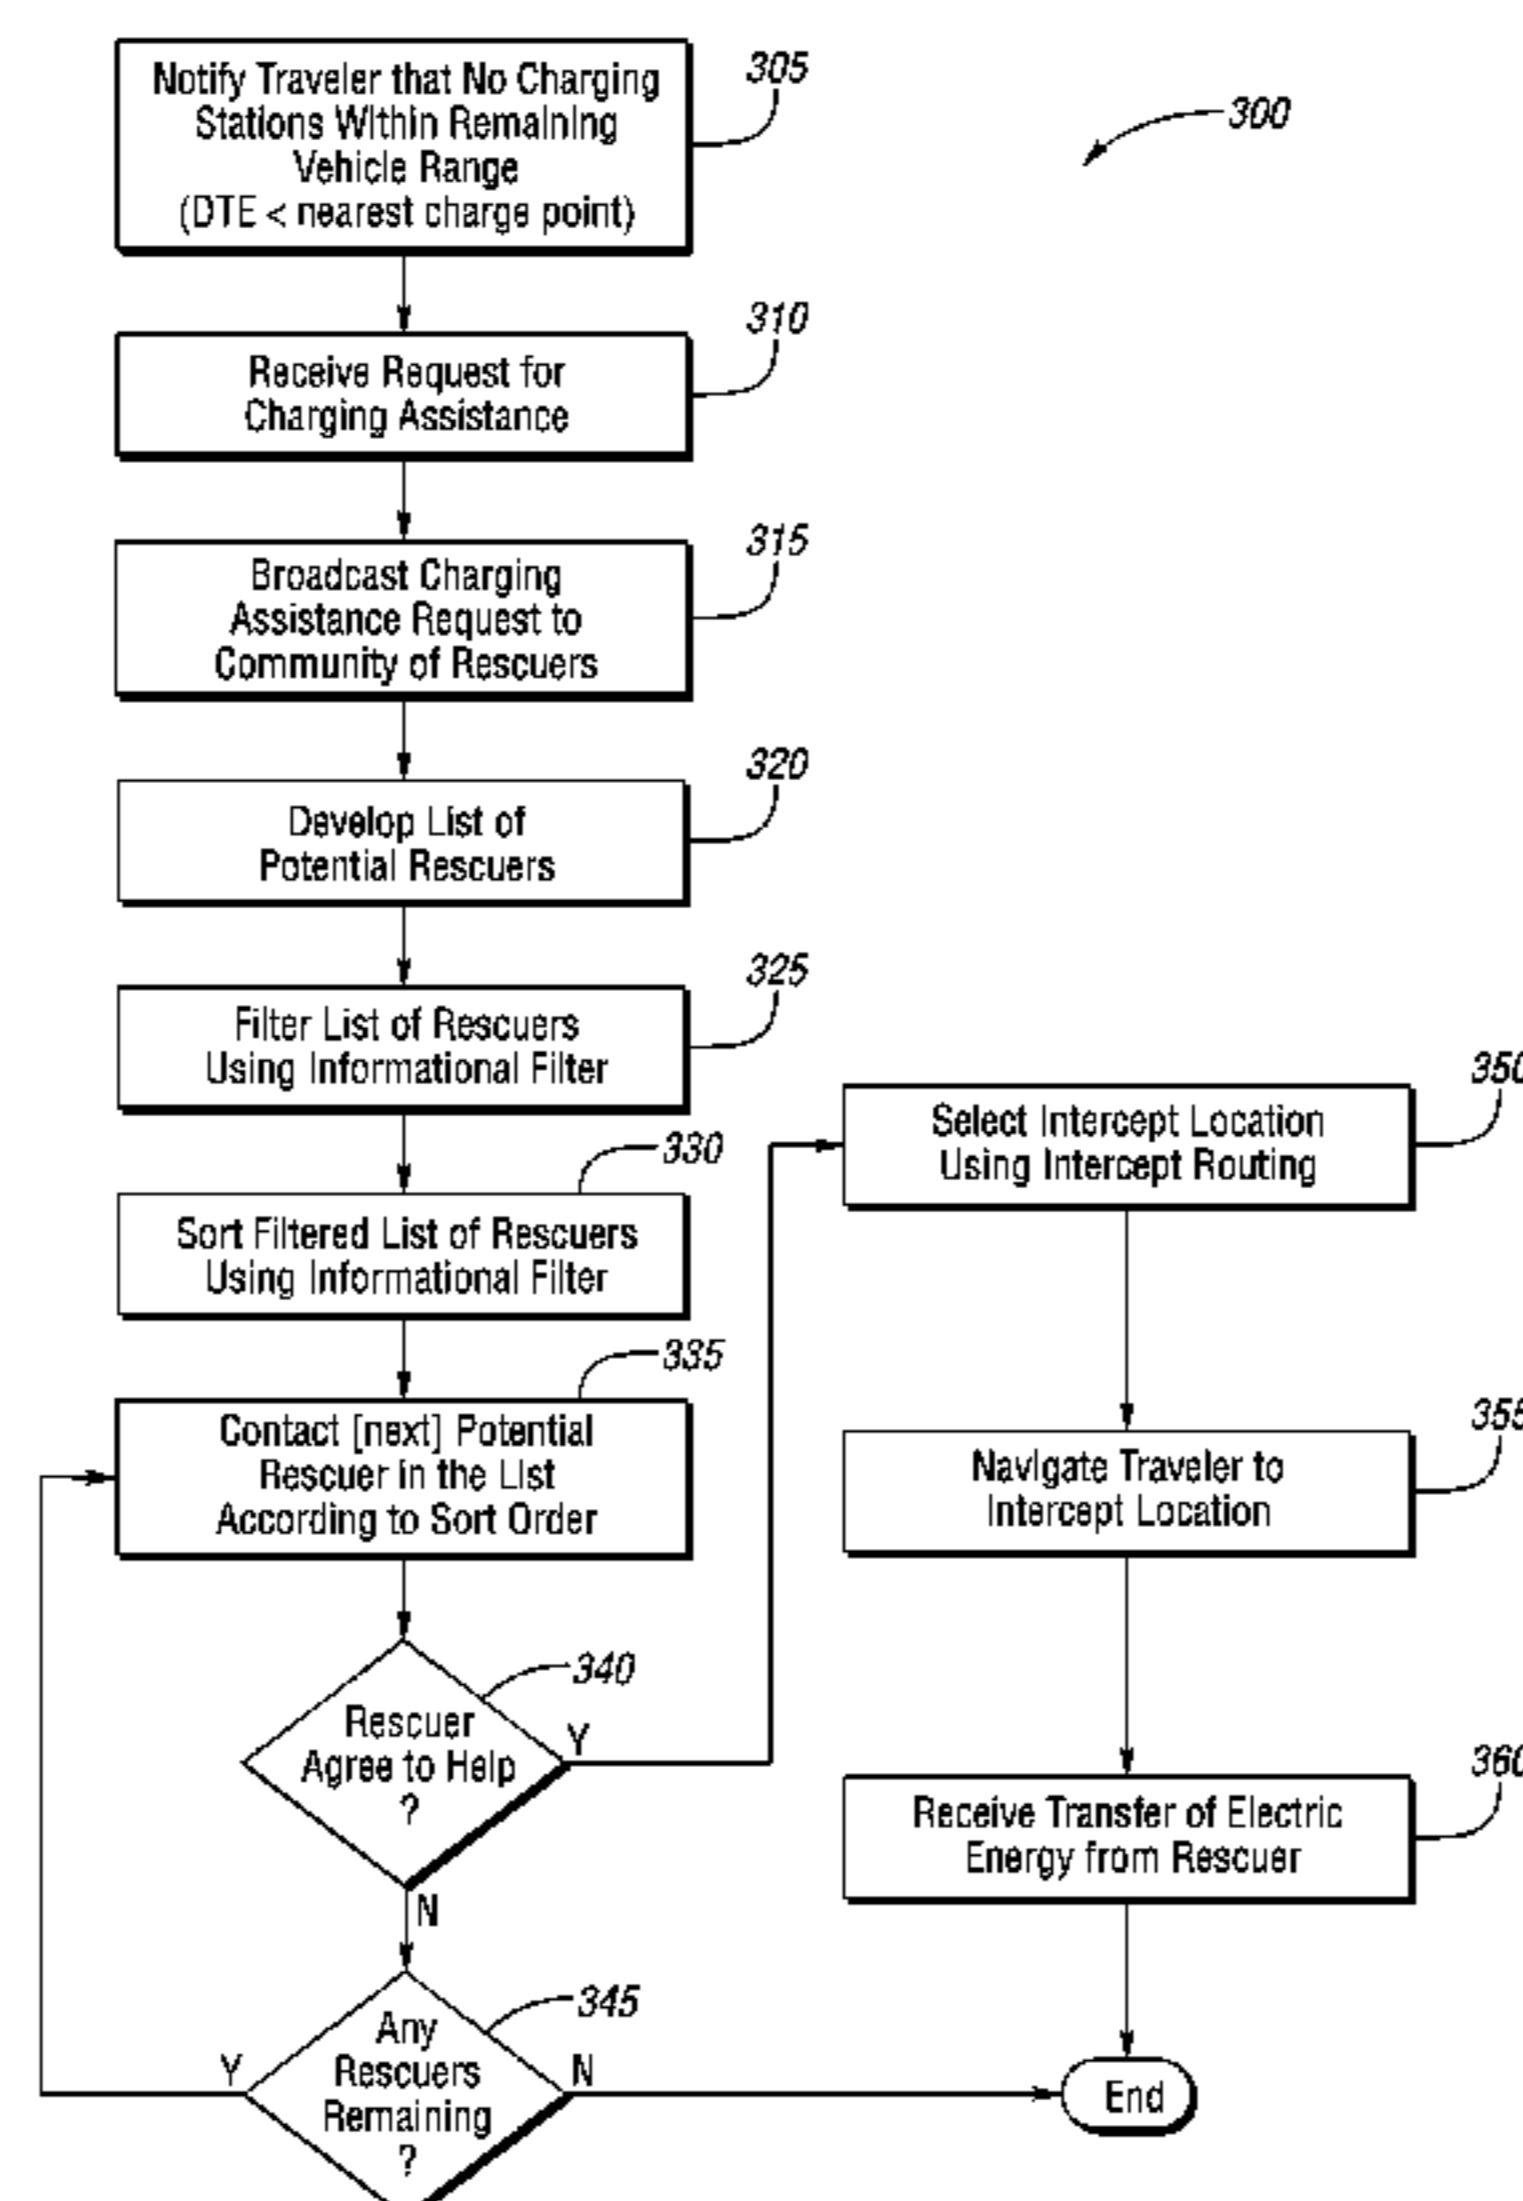 Notify Traveler that No Charging
Stations Within Remaining
Vehicle Range
(DTE < nearest charge point)
305
300
Receive Request for
Charging Assistance
310
Broadcast Charging
Assistance Request to
Community of Rescuers
315
Develop List of
Potential Rescuers
320
Filter List of Rescuers
Using Informational Filter
325
Sort Filtered List of Rescuers
Using Informational Filter
330
Contact [next] Potential
Rescuer in the List
According to Sort Order
335
Rescuer
Agree to Help
?
340
Y
N
Any
Rescuers
Remaining
?
345
Y
N
Select Intercept Location
Using Intercept Routing
350
Navigate Traveler to
Intercept Location
355
Receive Transfer of Electric
Energy from Rescuer
360
End